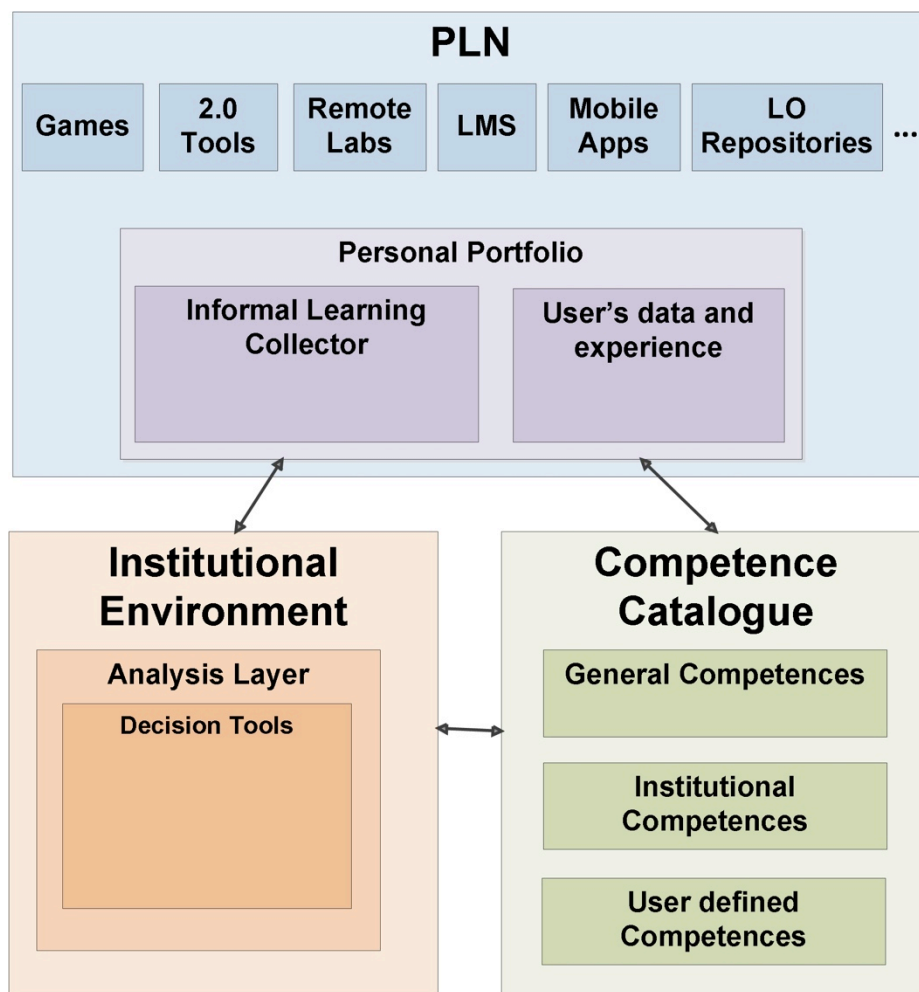 PLN
Games
2.0
Tools
Remote
Labs
LMS
Mobile
Apps
LO
Repositories
...
Personal Portfolio
Informal Learning
Collector
User’s data and
experience
Institutional
Environment
Analysis Layer
Decision Tools
Competence
Catalogue
General Competences
Institutional
Competences
User defined
Competences